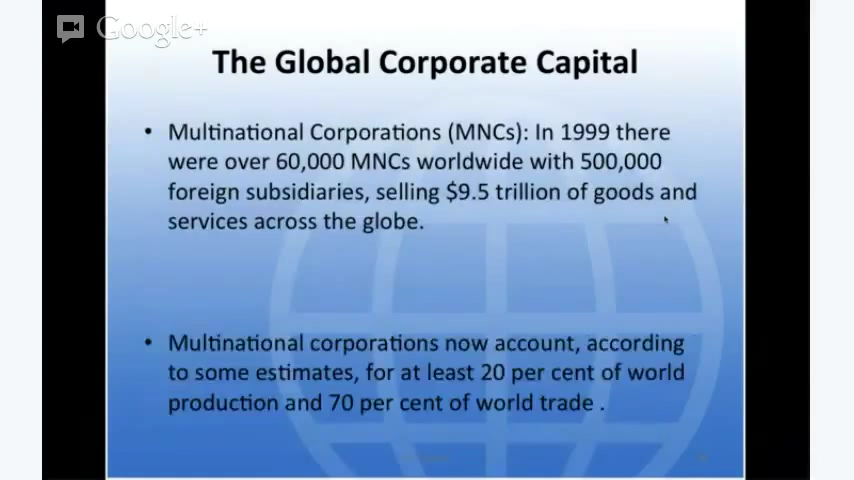 Google+
The Global Corporate Capital
• Multinational Corporations (MNCs): In 1999 there
were over 60,000 MNCs worldwide with 500,000
foreign subsidiaries, selling $9.5 trillion of goods and
services across the globe.
• Multinational corporations now account, according
to some estimates, for at least 20 per cent of world
production and 70 per cent of world trade .